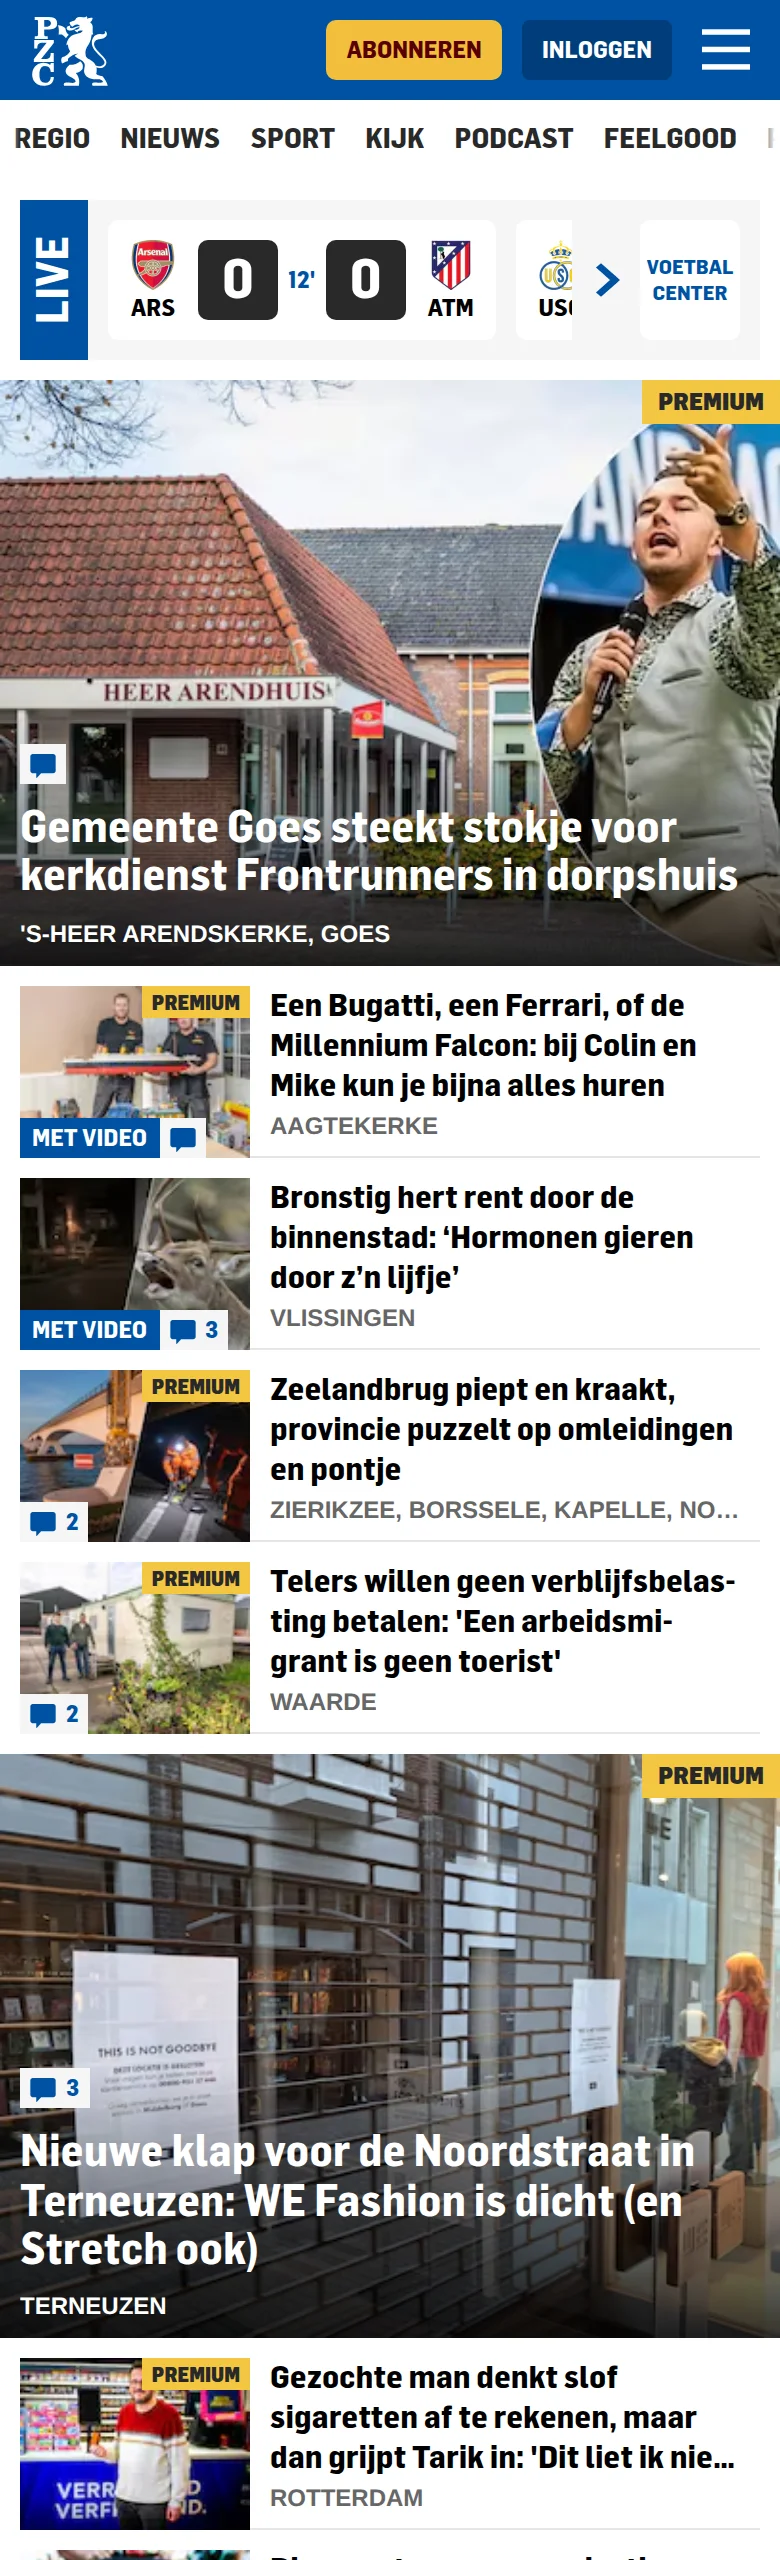 PZC
ABONNEREN
INLOGGEN
REGIO NIEUWS SPORT KIJK PODCAST FEELGOOD
LIVE
Arsenal
ARS
0
12'
0
ATM
USG
VOETBAL
CENTER
PREMIUM
HEER ARENDHUIS
Gemeente Goes steekt stokje voor
kerkdienst Frontrunners in dorpshuis
'S-HEER ARENDSKERKE, GOES
PREMIUM
MET VIDEO
Een Bugatti, een Ferrari, of de
Millennium Falcon: bij Colin en
Mike kun je bijna alles huren
AAGTEKERKE
MET VIDEO
3
Bronstig hert rent door de
binnenstad: ‘Hormonen gieren
door z’n lijfje’
VLISSINGEN
PREMIUM
2
Zeelandbrug piept en kraakt,
provincie puzzelt op omleidingen
en pontje
ZIERIKZEE, BORSSELE, KAPELLE, NO...
PREMIUM
2
Telers willen geen verblijfsbelas-
ting betalen: 'Een arbeidsmi-
grant is geen toerist'
WAARDE
PREMIUM
THIS IS NOT GOODBYE
3
Nieuwe klap voor de Noordstraat in
Terneuzen: WE Fashion is dicht (en
Stretch ook)
TERNEUZEN
PREMIUM
Gezochte man denkt slof
sigaretten af te rekenen, maar
dan grijpt Tarik in: 'Dit liet ik nie...
ROTTERDAM